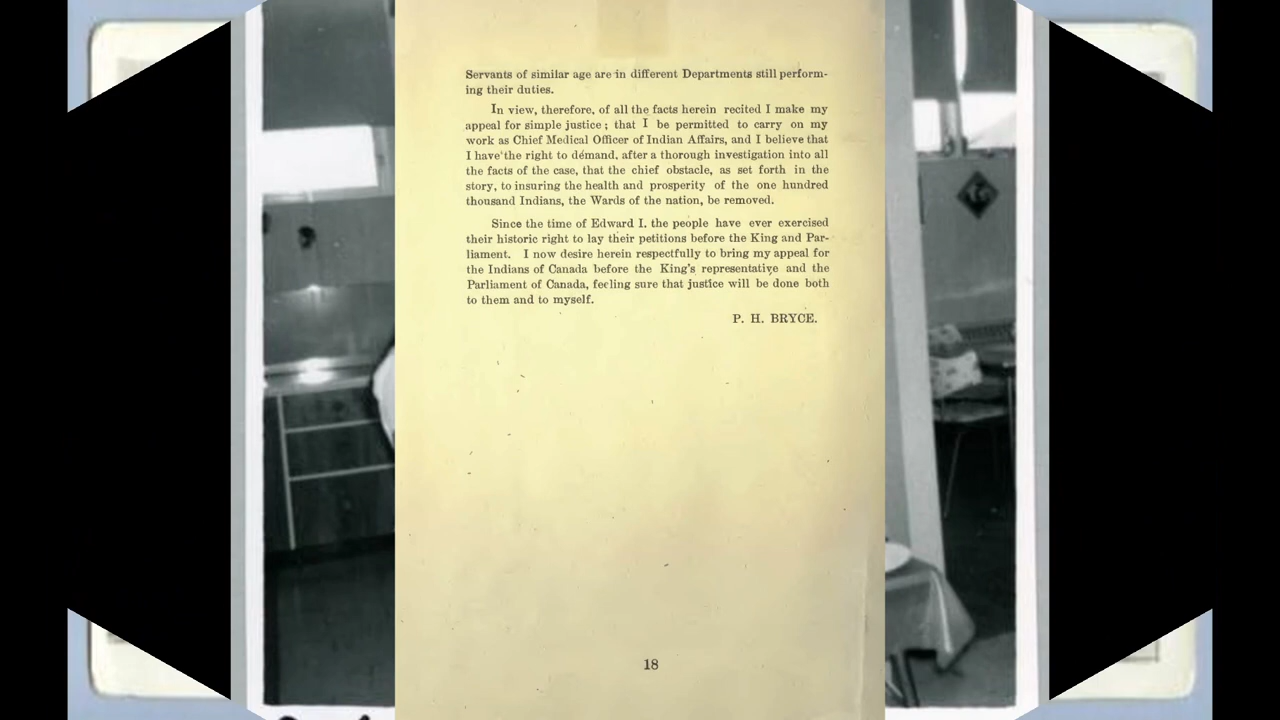 Servants of similar age are in different Departments still perform-
ing their duties.
In view, therefore, of all the facts herein recited I make my
appeal for simple justice; that I be permitted to carry on my
work as Chief Medical Officer of Indian Affairs, and I believe that
I have the right to demand, after a thorough investigation into all
the facts of the case, that the chief obstacle, as set forth in the
story, to insuring the health and prosperity of the one hundred
thousand Indians, the Wards of the nation, be removed.
Since the time of Edward I. the people have ever exercised
their historic right to lay their petitions before the King and Par-
liament. I now desire herein respectfully to bring my appeal for
the Indians of Canada before the King's representative and the
Parliament of Canada, feeling sure that justice will be done both
to them and to myself.
P. H. BRYCE.
18